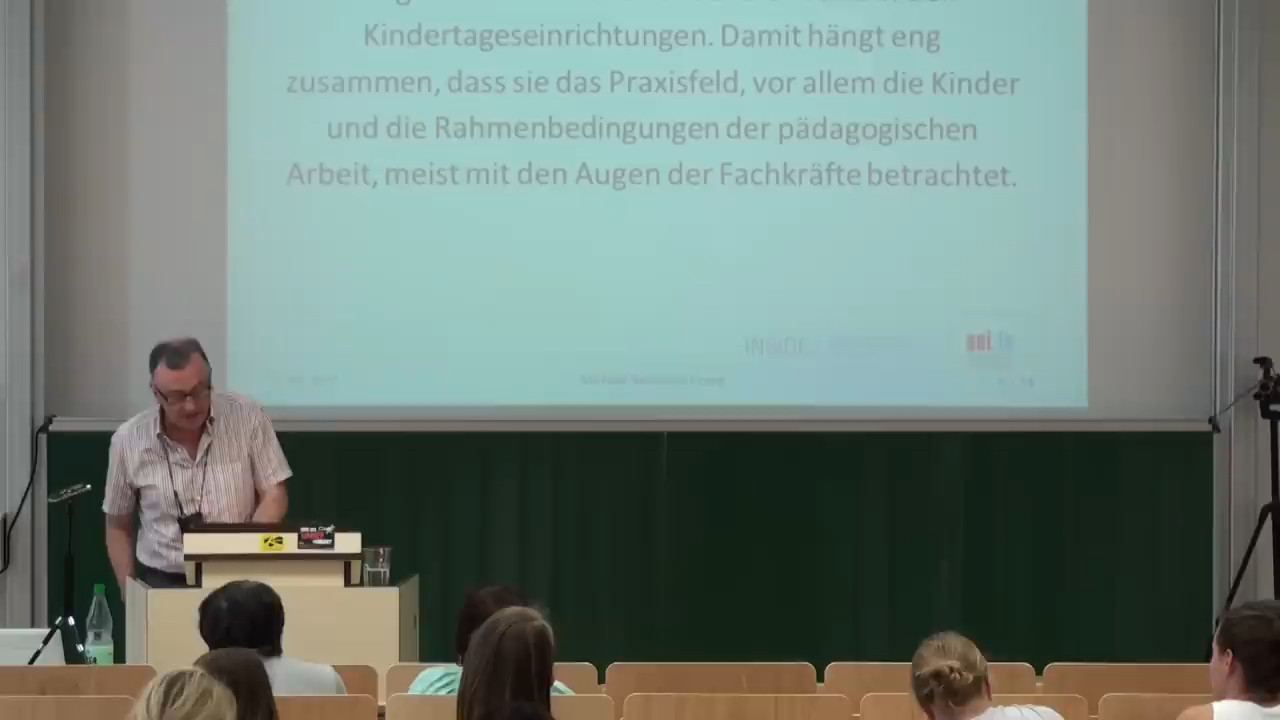 Kindertageseinrichtungen. Damit hängt eng
zusammen, dass sie das Praxisfeld, vor allem die Kinder
und die Rahmenbedingungen der pädagogischen
Arbeit, meist mit den Augen der Fachkräfte betrachtet.